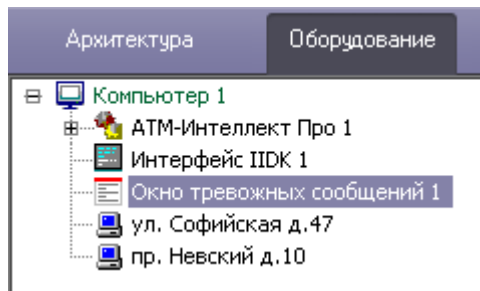 Архитектура Оборудование
Компьютер 1
АТМ-Интеллект Про 1
Интерфейс IIDK 1
Окно тревожных сообщений 1
ул. Софийская д.47
пр. Невский д.10